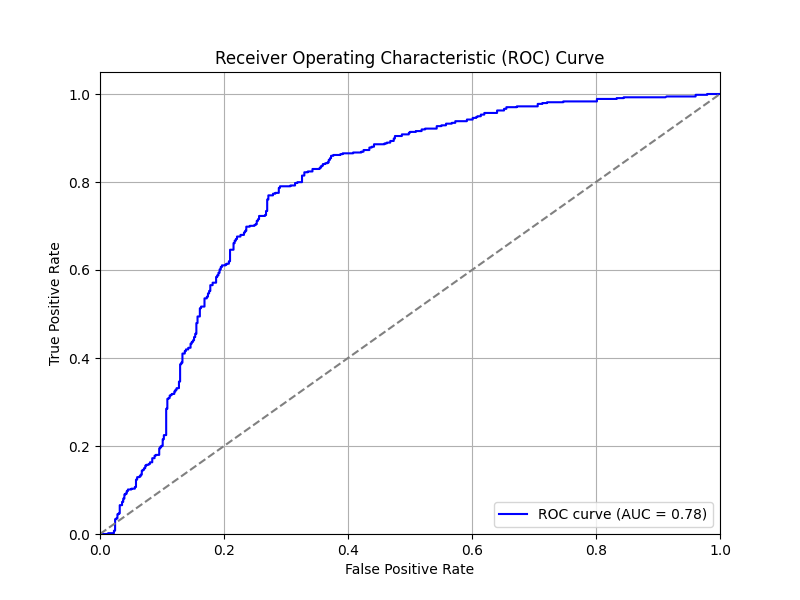 Receiver Operating Characteristic (ROC) Curve
True Positive Rate
1.0
0.8
0.6
0.4
0.2
0.0
0.0 0.2 0.4 0.6 0.8 1.0
False Positive Rate
ROC curve (AUC = 0.78)